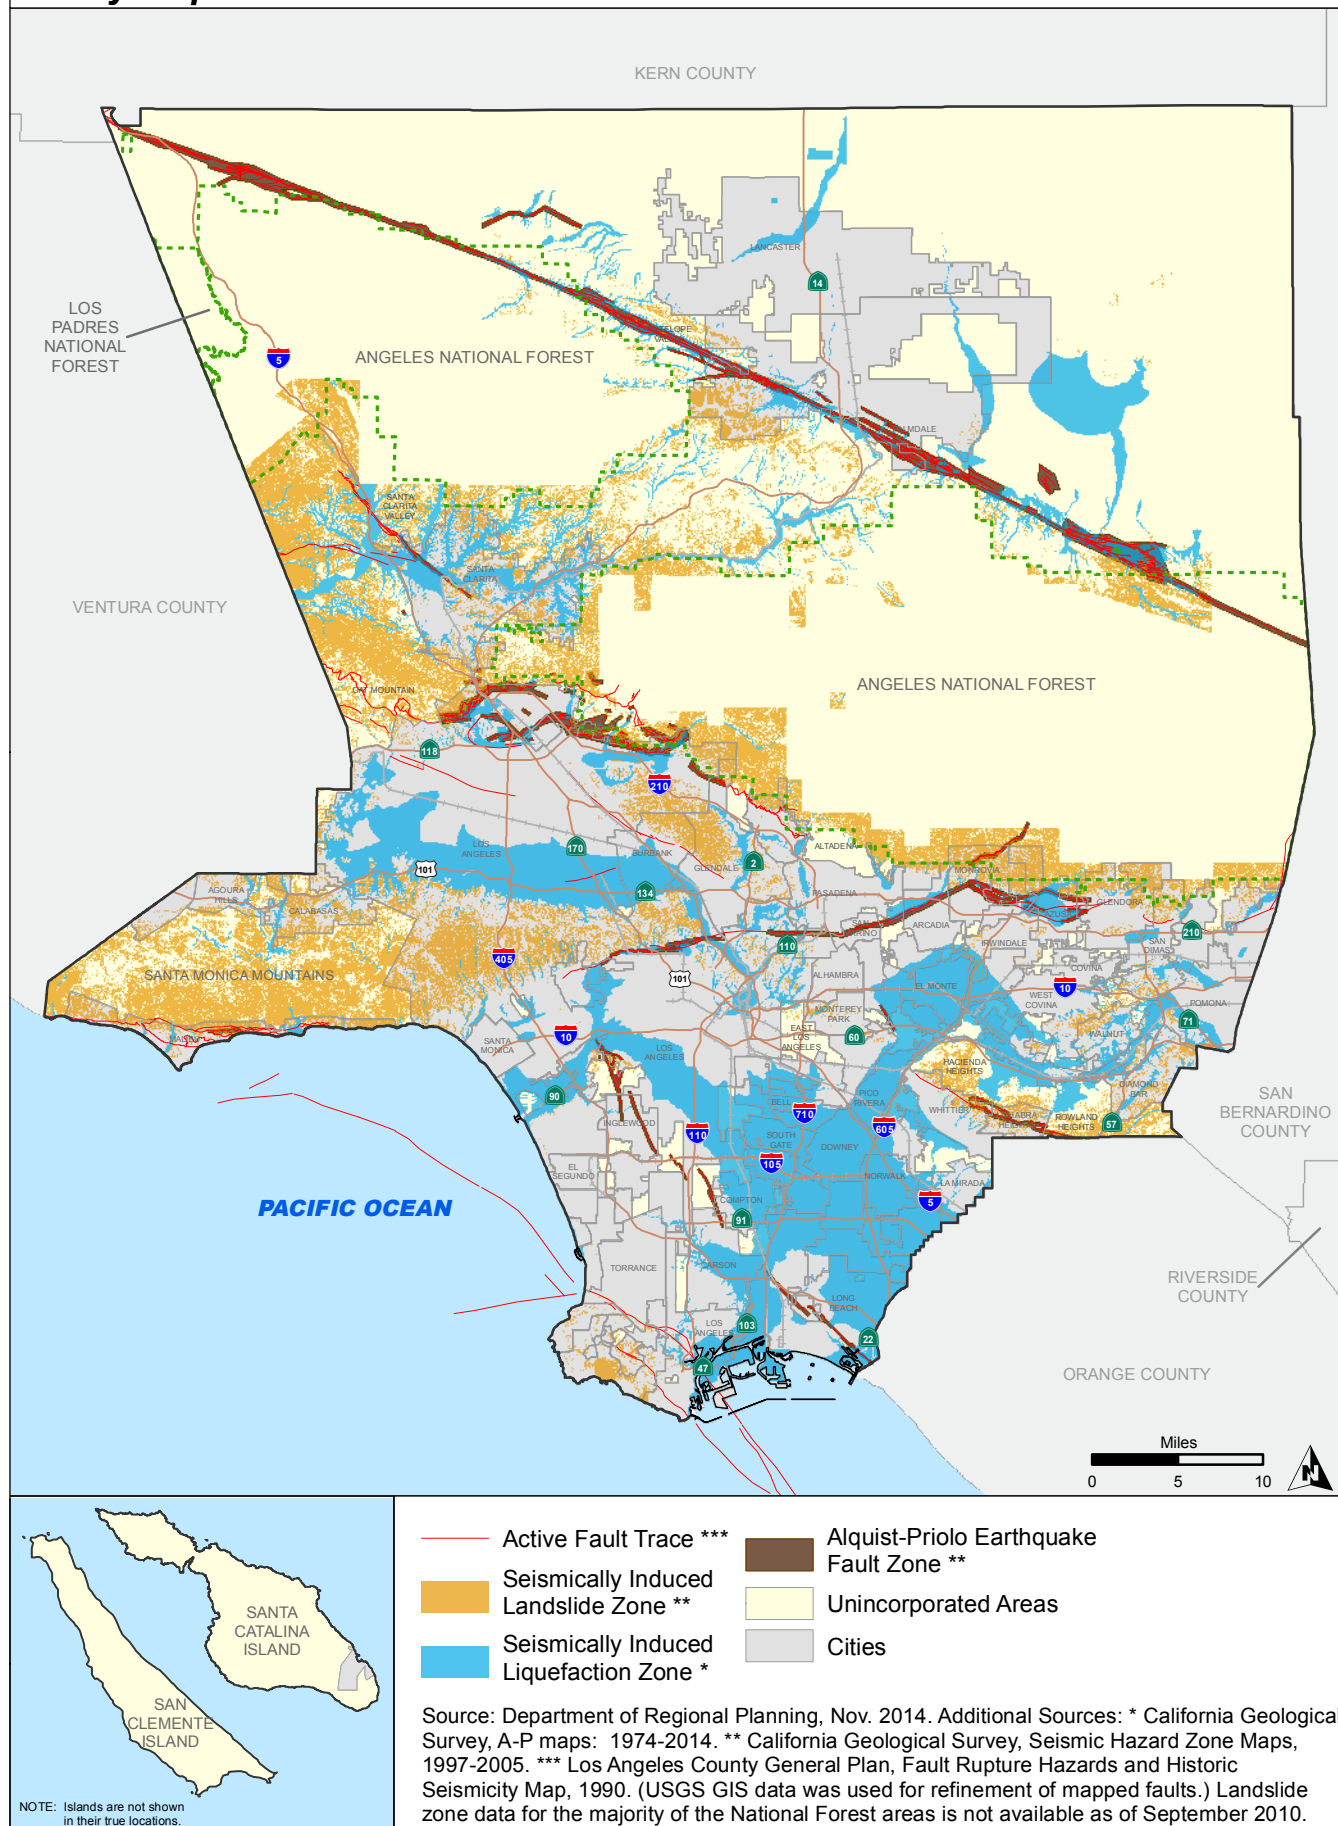 KERN COUNTY
LANCASTER
14
LOS
PADRES
NATIONAL
FOREST
5
ANGELES NATIONAL FOREST
PALMDALE
SANTA
CLARITA
VALLEY
SANTA
CLARITA
VENTURA COUNTY
OAT MOUNTAIN
ANGELES NATIONAL FOREST
118
210
LOS
ANGELES
170
BURBANK
101
GLENDALE
2
ALTADENA
MONROVIA
134
PASADENA
AGOURA
HILLS
CALABASAS
GLENDORA
SAN
MARINO
ARCADIA
AZUSA
210
110
405
IRWINDALE
SAN
DIMAS
SANTA MONICA MOUNTAINS
101
ALHAMBRA
COVINA
EL MONTE
10
WEST
COVINA
POMONA
MONTEREY
PARK
71
MALIBU
10
EAST
LOS
ANGELES
60
WALNUT
SANTA
MONICA
LOS
ANGELES
HACIENDA
HEIGHTS
DIAMOND
BAR
90
BELL
710
PICO
RIVERA
WHITTIER
LA HABRA
HEIGHTS
ROWLAND
HEIGHTS
57
SAN
BERNARDINO
COUNTY
INGLEWOOD
110
605
SOUTH
GATE
DOWNEY
105
EL
SEGUNDO
NORWALK
LA MIRADA
PACIFIC OCEAN
COMPTON
5
91
TORRANCE
CARSON
RIVERSIDE
COUNTY
LONG
BEACH
LOS
ANGELES
103
22
47
ORANGE COUNTY
Miles
0 5 10
N
SANTA
CATALINA
ISLAND
SAN
CLEMENTE
ISLAND
NOTE: Islands are not shown
in their true locations.
Active Fault Trace ***
Seismically Induced
Landslide Zone **
Seismically Induced
Liquefaction Zone *
Alquist-Priolo Earthquake
Fault Zone **
Unincorporated Areas
Cities
Source: Department of Regional Planning, Nov. 2014. Additional Sources: * California Geological
Survey, A-P maps: 1974-2014. ** California Geological Survey, Seismic Hazard Zone Maps,
1997-2005. *** Los Angeles County General Plan, Fault Rupture Hazards and Historic
Seismicity Map, 1990. (USGS GIS data was used for refinement of mapped faults.) Landslide
zone data for the majority of the National Forest areas is not available as of September 2010.